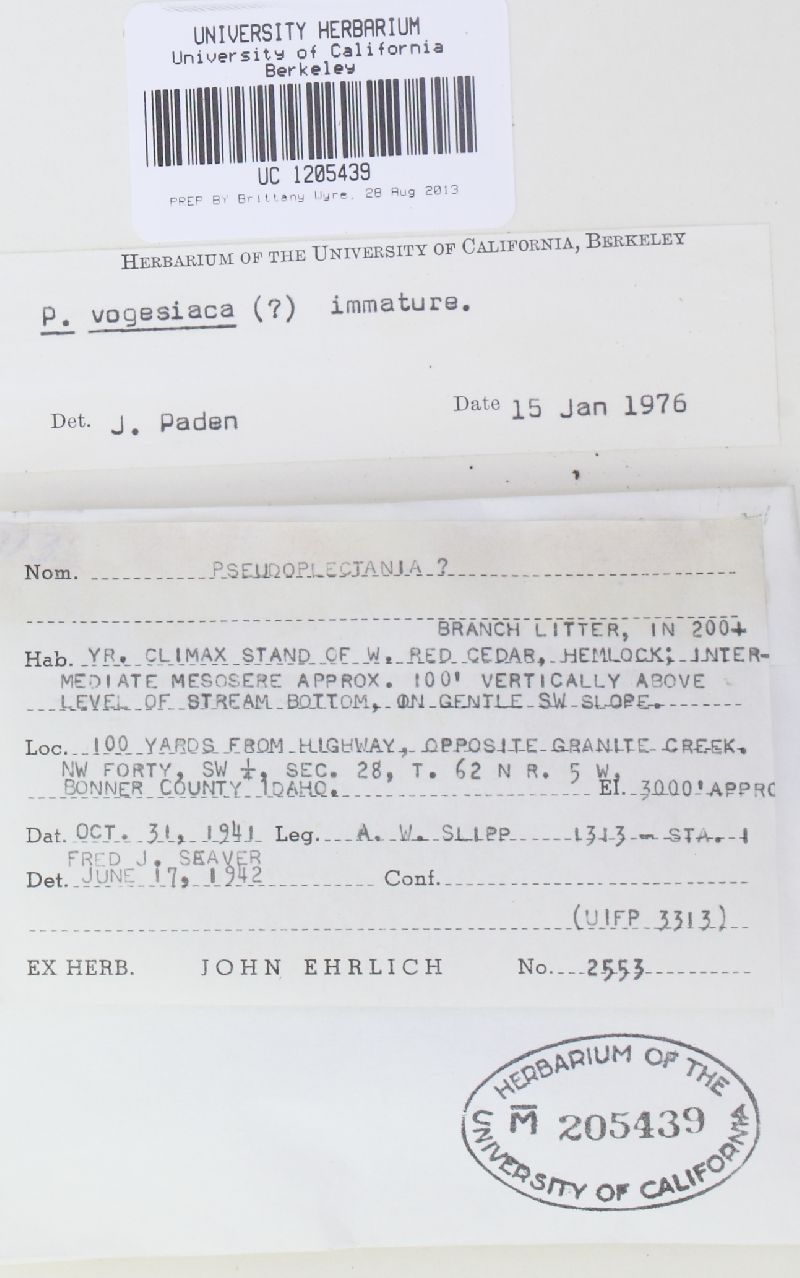 UNIVERSITY HERBARIUM
University of California
Berkeley
UC 1205439
PREP BY Brittany Wyre, 28 Aug 2013
HERBARIUM OF THE UNIVERSITY OF CALIFORNIA, BERKELEY
P. vogesiaca (?) immature.
Det. J. Paden Date 15 Jan 1976
Nom. PSEUDOPLECTANIA ?
BRANCH LITTER, IN 200+
Hab. YR. CLIMAX STAND OF W. RED CEDAR, HEMLOCK; INTER-
MEDIATE MESOSERE APPROX. 100' VERTICALLY ABOVE
LEVEL OF STREAM BOTTOM, ON GENTLE SW SLOPE.
Loc. 100 YARDS FROM HIGHWAY, OPPOSITE GRANITE CREEK.
NW FORTY, SW ¼, SEC. 28, T. 62 N R. 5 W.
BONNER COUNTY IDAHO. El. 3000' APPRO
Dat. OCT. 31, 1941 Leg. A. W. SLIPP 1313 - STA. 1
FRED J. SEAVER
Det. JUNE 17, 1942 Conf.
(UIFP 3313)
EX HERB. JOHN EHRLICH No. 2553
HERBARIUM OF THE
M 205439
UNIVERSITY OF CALIFORNIA